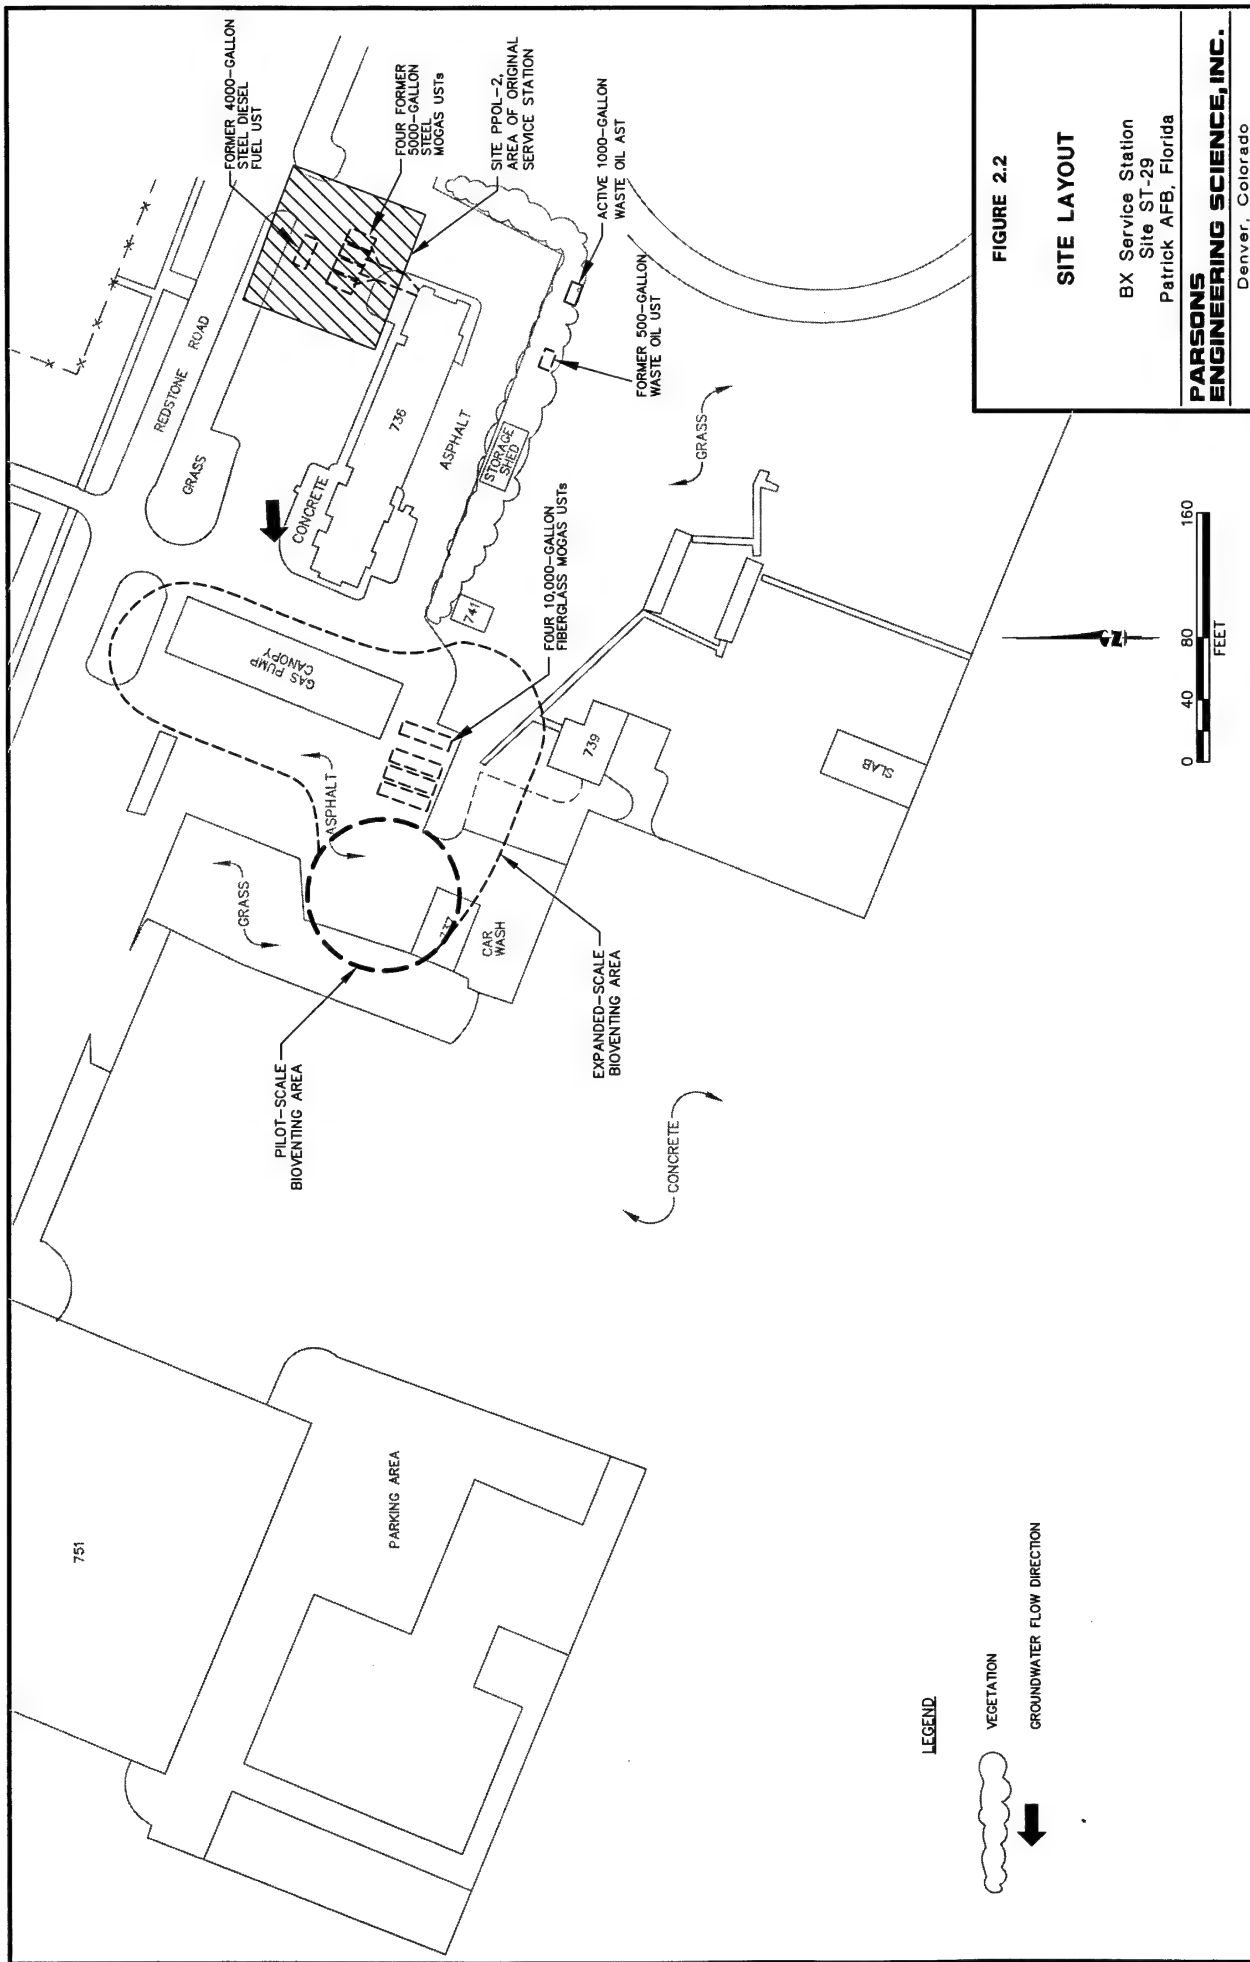 FORMER 4000-GALLON
STEEL DIESEL
FUEL UST
FOUR FORMER
5000-GALLON
STEEL
MOGAS USTs
SITE PPOL-2,
AREA OF ORIGINAL
SERVICE STATION
ACTIVE 1000-GALLON
WASTE OIL AST
FORMER 500-GALLON
WASTE OIL UST
REDSTONE ROAD
GRASS
CONCRETE
736
ASPHALT
STORAGE
SHED
GRASS
741
FOUR 10,000-GALLON
FIBERGLASS MOGAS USTs
GAS PUMP
CANOPY
ASPHALT
739
SLAB
GRASS
737
CAR
WASH
PILOT-SCALE
BIOVENTING AREA
EXPANDED-SCALE
BIOVENTING AREA
CONCRETE
751
PARKING AREA
LEGEND
VEGETATION
GROUNDWATER FLOW DIRECTION
N
0 40 80 160
FEET
FIGURE 2.2
SITE LAYOUT
BX Service Station
Site ST-29
Patrick AFB, Florida
PARSONS
ENGINEERING SCIENCE, INC.
Denver, Colorado